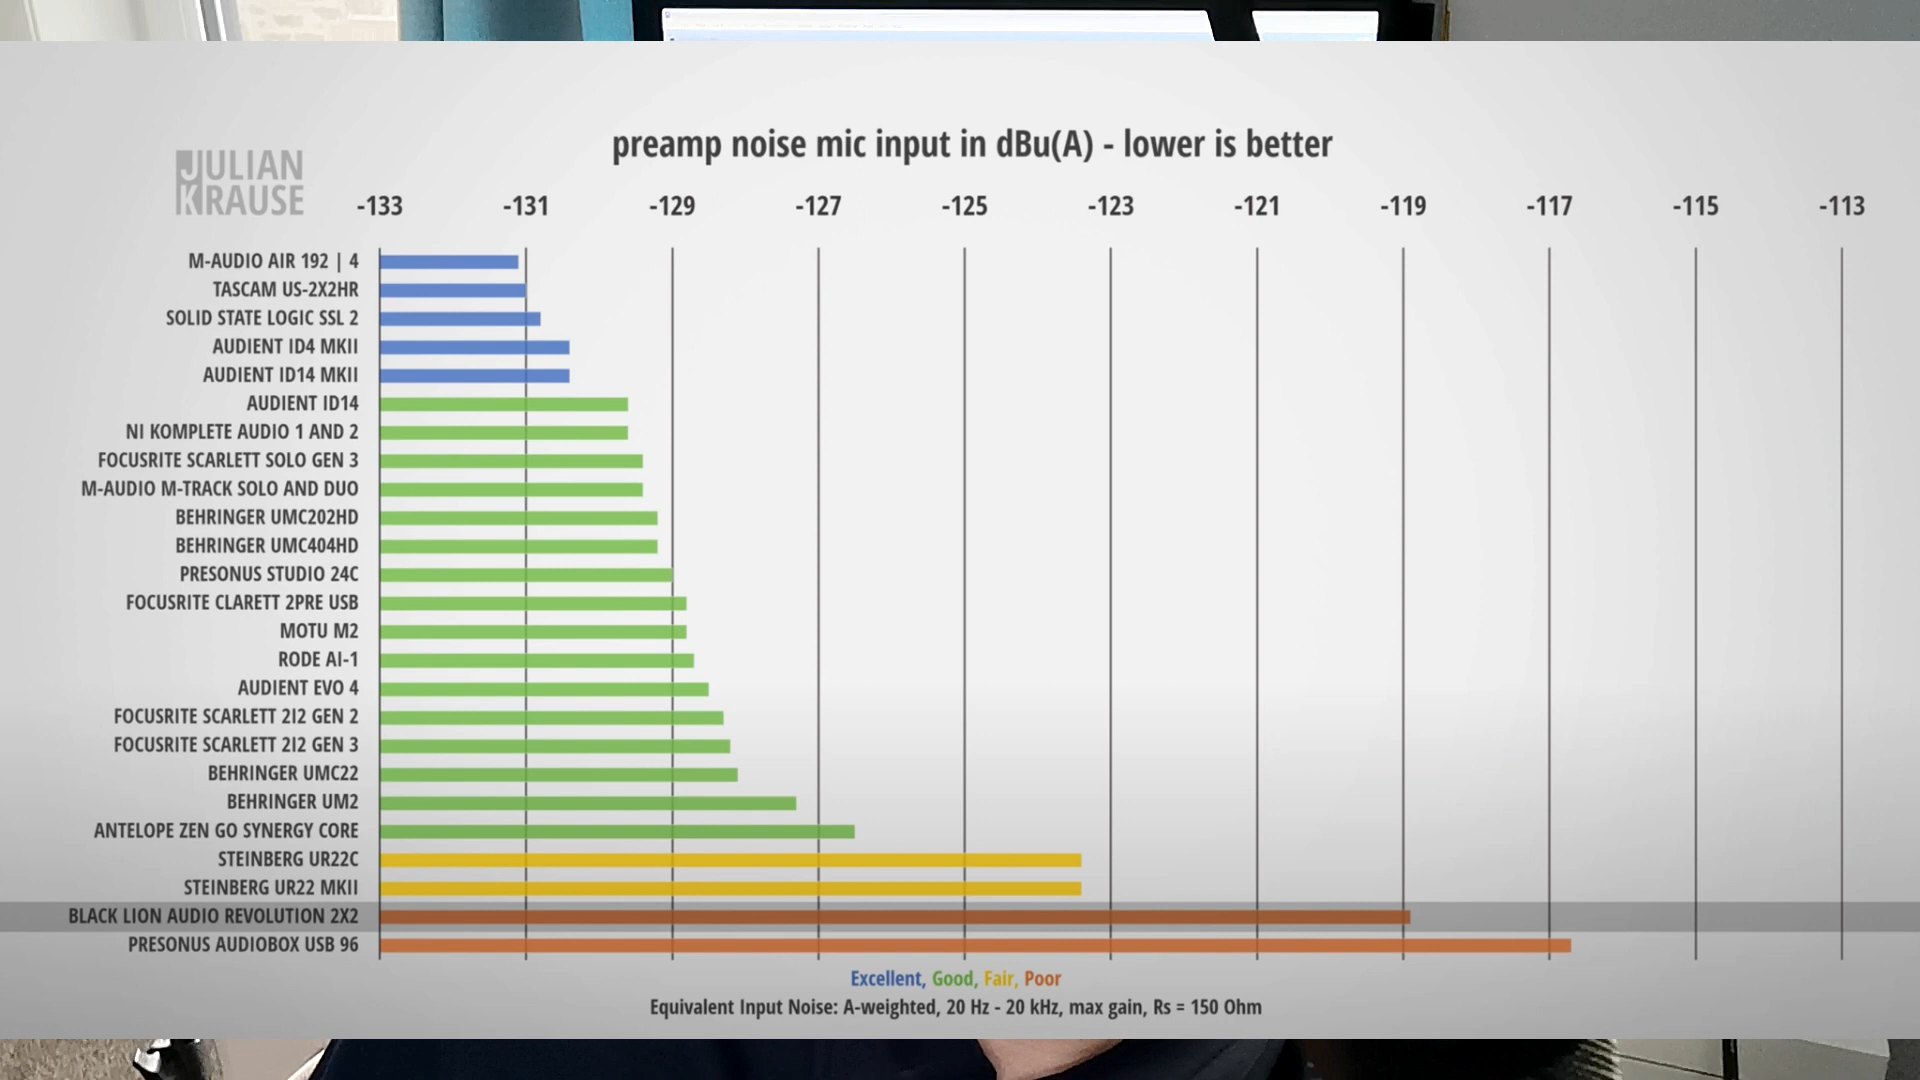 preamp noise mic input in dBu(A) - lower is better
JULIAN
KRAUSE
-133 -131 -129 -127 -125 -123 -121 -119 -117 -115 -113
M-AUDIO AIR 192 | 4
TASCAM US-2X2HR
SOLID STATE LOGIC SSL 2
AUDIENT ID4 MKII
AUDIENT ID14 MKII
AUDIENT ID14
NI KOMPLETE AUDIO 1 AND 2
FOCUSRITE SCARLETT SOLO GEN 3
M-AUDIO M-TRACK SOLO AND DUO
BEHRINGER UMC202HD
BEHRINGER UMC404HD
PRESONUS STUDIO 24C
FOCUSRITE CLARETT 2PRE USB
MOTU M2
RODE AI-1
AUDIENT EVO 4
FOCUSRITE SCARLETT 2I2 GEN 2
FOCUSRITE SCARLETT 2I2 GEN 3
BEHRINGER UMC22
BEHRINGER UM2
ANTELOPE ZEN GO SYNERGY CORE
STEINBERG UR22C
STEINBERG UR22 MKII
BLACK LION AUDIO REVOLUTION 2X2
PRESONUS AUDIOBOX USB 96
Excellent, Good, Fair, Poor
Equivalent Input Noise: A-weighted, 20 Hz - 20 kHz, max gain, Rs = 150 Ohm